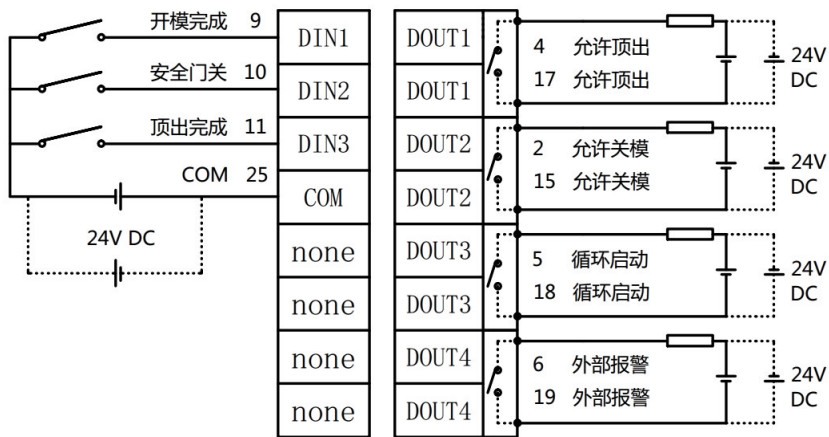 开模完成 9
安全门关 10
顶出完成 11
COM 25
24V DC
DIN1
DIN2
DIN3
COM
none
none
none
none
DOUT1
DOUT1
DOUT2
DOUT2
DOUT3
DOUT3
DOUT4
DOUT4
4 允许顶出
17 允许顶出
24V
DC
2 允许关模
15 允许关模
24V
DC
5 循环启动
18 循环启动
24V
DC
6 外部报警
19 外部报警
24V
DC